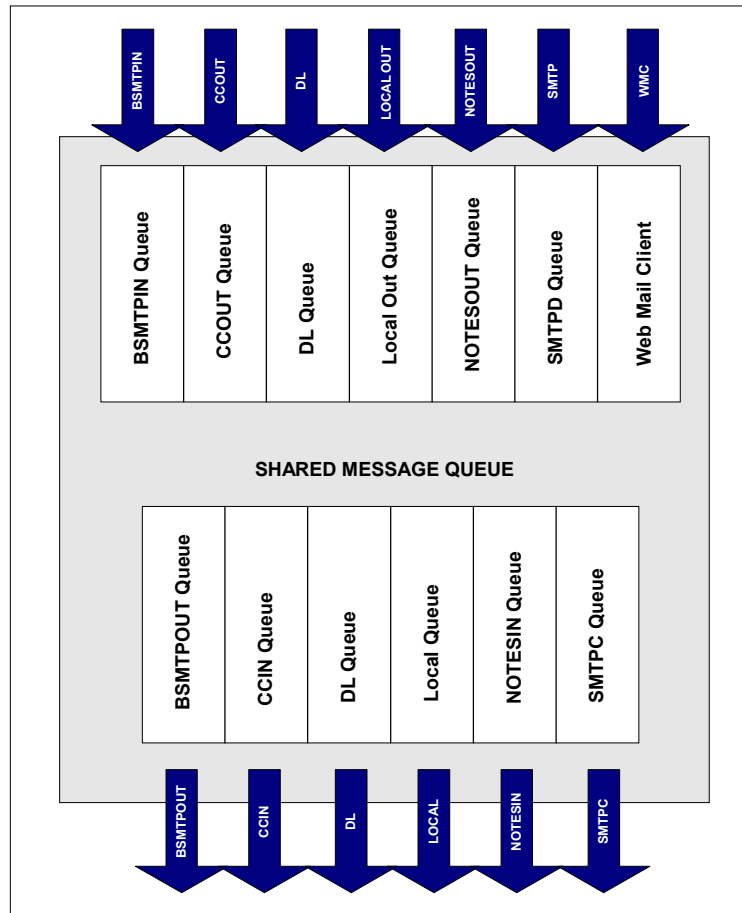 BSMTPIN
CCOUT
DL
LOCAL OUT
NOTESOUT
SMTP
WMC
BSMTPIN Queue
CCOUT Queue
DL Queue
Local Out Queue
NOTESOUT Queue
SMTPD Queue
Web Mail Client
SHARED MESSAGE QUEUE
BSMTPOUT Queue
CCIN Queue
DL Queue
Local Queue
NOTESIN Queue
SMTPC Queue
BSMTPOUT
CCIN
DL
LOCAL
NOTESIN
SMTPC